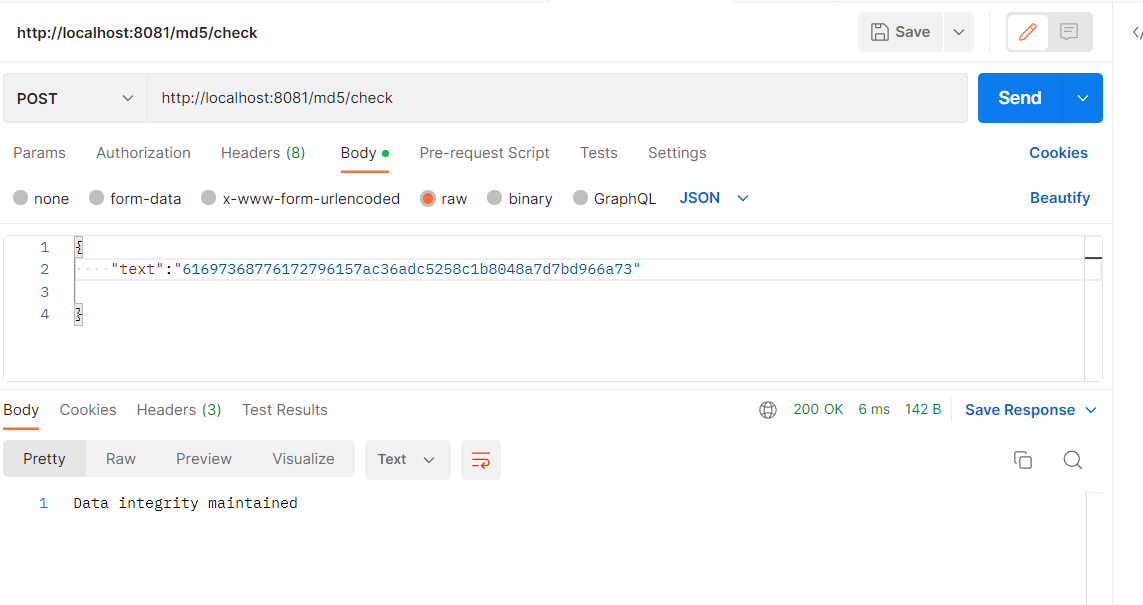 http://localhost:8081/md5/check
Save
POST
http://localhost:8081/md5/check
Send
Params Authorization Headers (8) Body Pre-request Script Tests Settings Cookies
none form-data x-www-form-urlencoded raw binary GraphQL JSON Beautify
1 {
2 ····"text":"61697368776172796157ac36adc5258c1b8048a7d7bd966a73"
3
4 }
Body Cookies Headers (3) Test Results 200 OK 6 ms 142 B Save Response
Pretty Raw Preview Visualize Text
1 Data integrity maintained